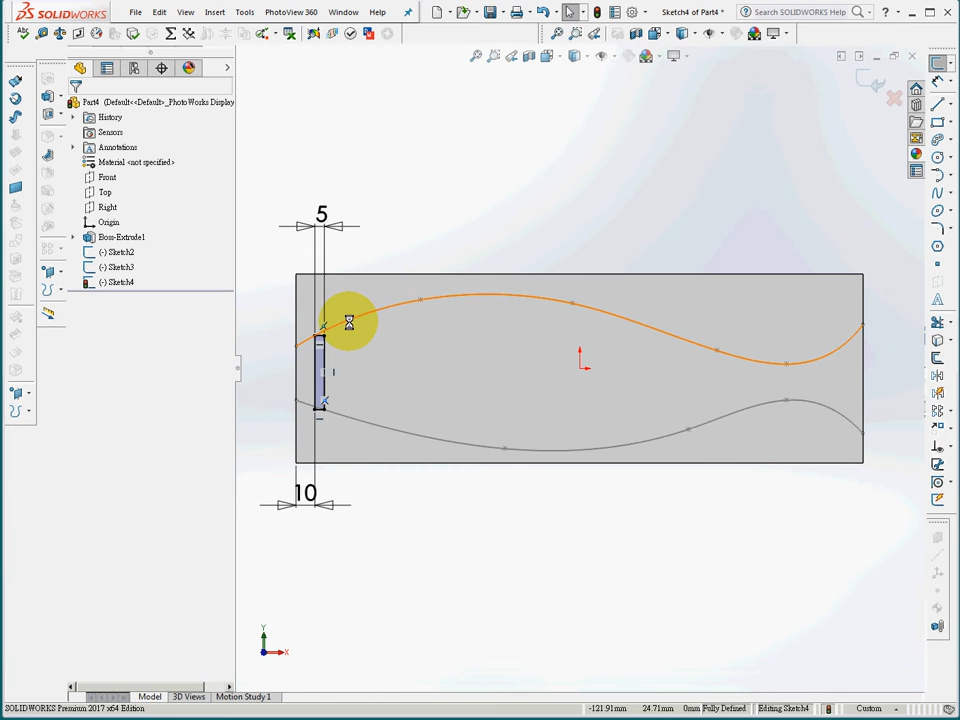 SOLIDWORKS File Edit View Insert Tools PhotoView 360 Window Help Sketch4 of Part4 * SOLIDWORKS Help
Part4 (Default<<Default>_PhotoWorks Display
History
Sensors
Annotations
Material <not specified>
Front
Top
Right
Origin
Boss-Extrude1
(-) Sketch2
(-) Sketch3
(-) Sketch4
5
10
Y
X
Model 3D Views Motion Study 1
SOLIDWORKS Premium 2017 x64 Edition -121.91mm 24.71mm 0mm Fully Defined Editing Sketch4 Custom